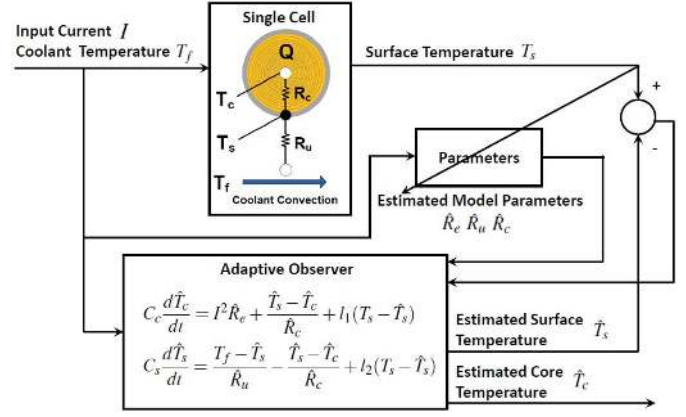 Input Current I
Coolant Temperature T_f
Single Cell
Q
T_c
R_c
T_s
R_u
T_f
Coolant Convection
Surface Temperature T_s
+
-
Parameters
Estimated Model Parameters
R̂_e R̂_u R̂_c
Adaptive Observer
C_c dT̂_c/dt = I²R̂_e + (T̂_s − T̂_c)/R̂_c + l₁(T_s − T̂_s)
C_s dT̂_s/dt = (T_f − T̂_s)/R̂_u − (T̂_s − T̂_c)/R̂_c + l₂(T_s − T̂_s)
Estimated Surface
Temperature T̂_s
Estimated Core
Temperature T̂_c